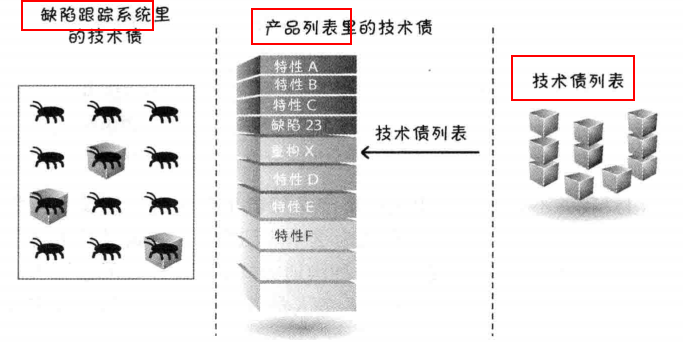 缺陷跟踪系统里
的技术债
产品列表里的技术债
特性 A
特性 B
特性 C
缺陷 23
重构 X
特性 D
特性 E
特性F
技术债列表
技术债列表